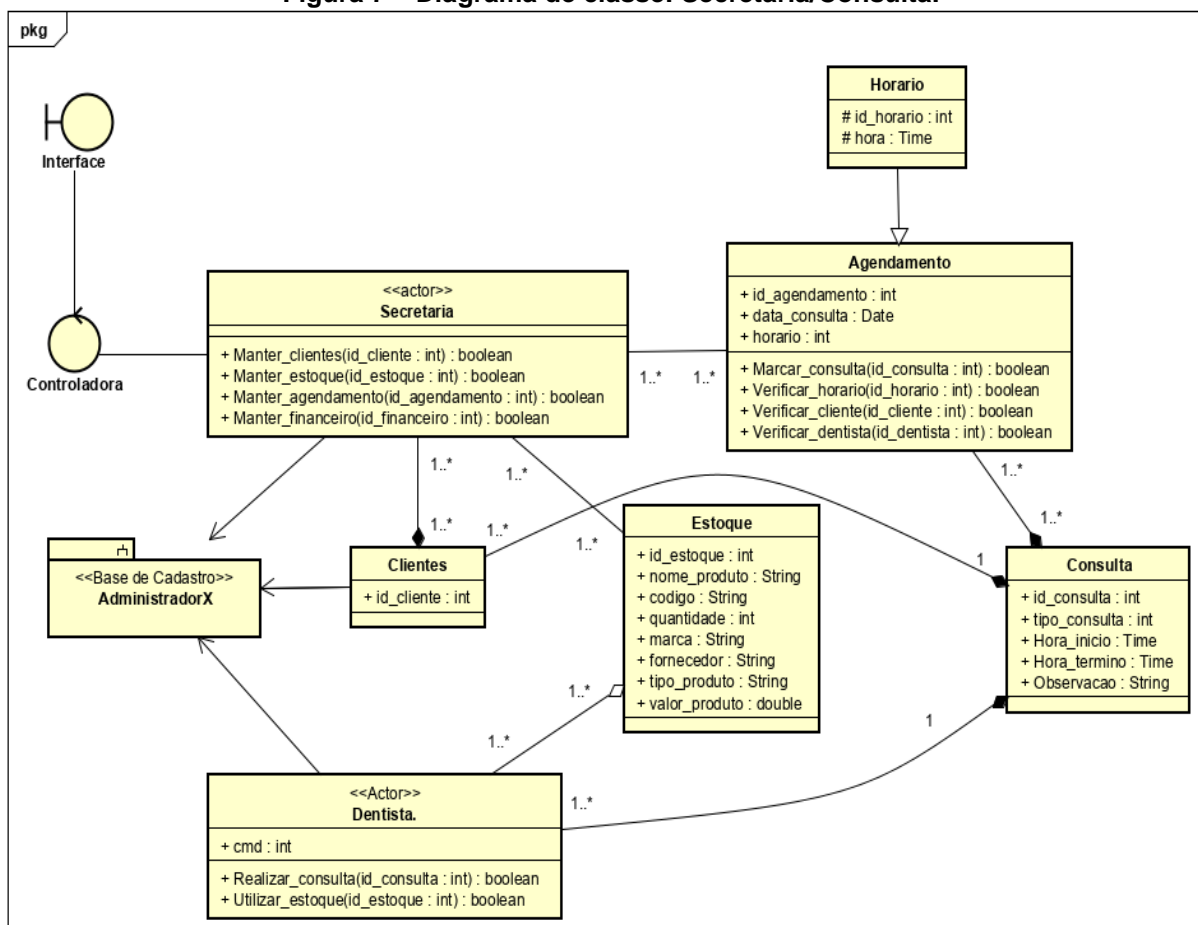 Figura 7 – Diagrama de classe: Secretaria/Consulta.
pkg
Interface
Controladora
Horario
# id_horario : int
# hora : Time
<<actor>>
Secretaria
+ Manter_clientes(id_cliente : int) : boolean
+ Manter_estoque(id_estoque : int) : boolean
+ Manter_agendamento(id_agendamento : int) : boolean
+ Manter_financeiro(id_financeiro : int) : boolean
1..*
1..*
Agendamento
+ id_agendamento : int
+ data_consulta : Date
+ horario : int
+ Marcar_consulta(id_consulta : int) : boolean
+ Verificar_horario(id_horario : int) : boolean
+ Verificar_cliente(id_cliente : int) : boolean
+ Verificar_dentista(id_dentista : int) : boolean
1..*
1..*
1..*
1..*
1..*
1..*
1..*
1
<<Base de Cadastro>>
AdministradorX
Clientes
+ id_cliente : int
Estoque
+ id_estoque : int
+ nome_produto : String
+ codigo : String
+ quantidade : int
+ marca : String
+ fornecedor : String
+ tipo_produto : String
+ valor_produto : double
Consulta
+ id_consulta : int
+ tipo_consulta : int
+ Hora_inicio : Time
+ Hora_termino : Time
+ Observacao : String
1..*
1..*
1
1..*
<<Actor>>
Dentista.
+ cmd : int
+ Realizar_consulta(id_consulta : int) : boolean
+ Utilizar_estoque(id_estoque : int) : boolean